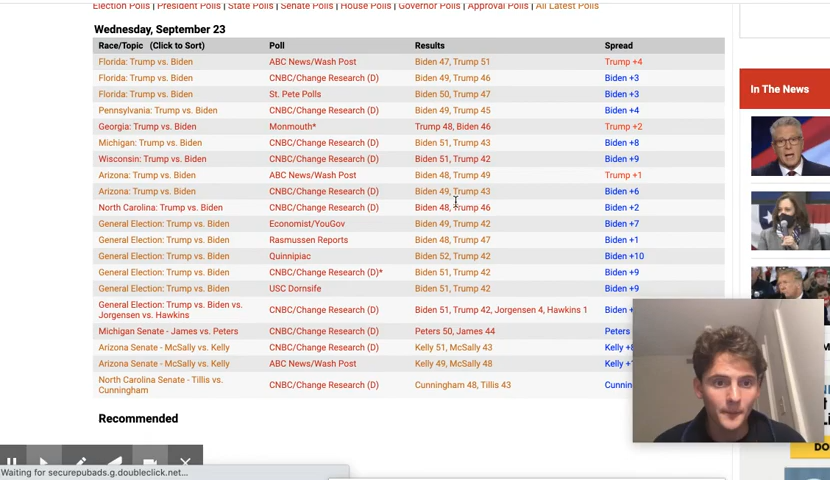 Election Polls | President Polls | State Polls | Senate Polls | House Polls | Governor Polls | Approval Polls | All Latest Polls
Wednesday, September 23
Race/Topic (Click to Sort) Poll Results Spread
Florida: Trump vs. Biden ABC News/Wash Post Biden 47, Trump 51 Trump +4
Florida: Trump vs. Biden CNBC/Change Research (D) Biden 49, Trump 46 Biden +3
Florida: Trump vs. Biden St. Pete Polls Biden 50, Trump 47 Biden +3
Pennsylvania: Trump vs. Biden CNBC/Change Research (D) Biden 49, Trump 45 Biden +4
Georgia: Trump vs. Biden Monmouth* Trump 48, Biden 46 Trump +2
Michigan: Trump vs. Biden CNBC/Change Research (D) Biden 51, Trump 43 Biden +8
Wisconsin: Trump vs. Biden CNBC/Change Research (D) Biden 51, Trump 42 Biden +9
Arizona: Trump vs. Biden ABC News/Wash Post Biden 48, Trump 49 Trump +1
Arizona: Trump vs. Biden CNBC/Change Research (D) Biden 49, Trump 43 Biden +6
North Carolina: Trump vs. Biden CNBC/Change Research (D) Biden 48, Trump 46 Biden +2
General Election: Trump vs. Biden Economist/YouGov Biden 49, Trump 42 Biden +7
General Election: Trump vs. Biden Rasmussen Reports Biden 48, Trump 47 Biden +1
General Election: Trump vs. Biden Quinnipiac Biden 52, Trump 42 Biden +10
General Election: Trump vs. Biden CNBC/Change Research (D)* Biden 51, Trump 42 Biden +9
General Election: Trump vs. Biden USC Dornsife Biden 51, Trump 42 Biden +9
General Election: Trump vs. Biden vs.
Jorgensen vs. Hawkins CNBC/Change Research (D) Biden 51, Trump 42, Jorgensen 4, Hawkins 1 Biden +
Michigan Senate - James vs. Peters CNBC/Change Research (D) Peters 50, James 44 Peters
Arizona Senate - McSally vs. Kelly CNBC/Change Research (D) Kelly 51, McSally 43 Kelly +
Arizona Senate - McSally vs. Kelly ABC News/Wash Post Kelly 49, McSally 48 Kelly +
North Carolina Senate - Tillis vs.
Cunningham CNBC/Change Research (D) Cunningham 48, Tillis 43 Cunnin
Recommended
In The News
Waiting for securepubads.g.doubleclick.net...